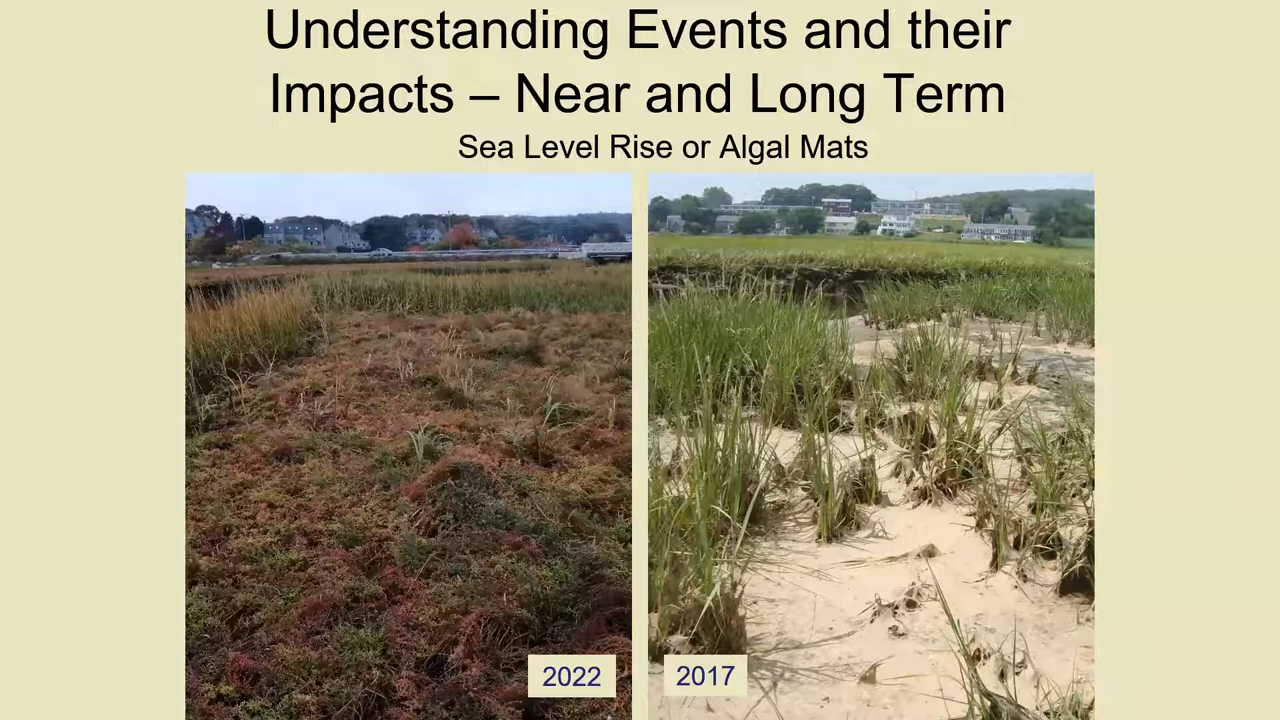 Understanding Events and their
Impacts – Near and Long Term
Sea Level Rise or Algal Mats
2022
2017